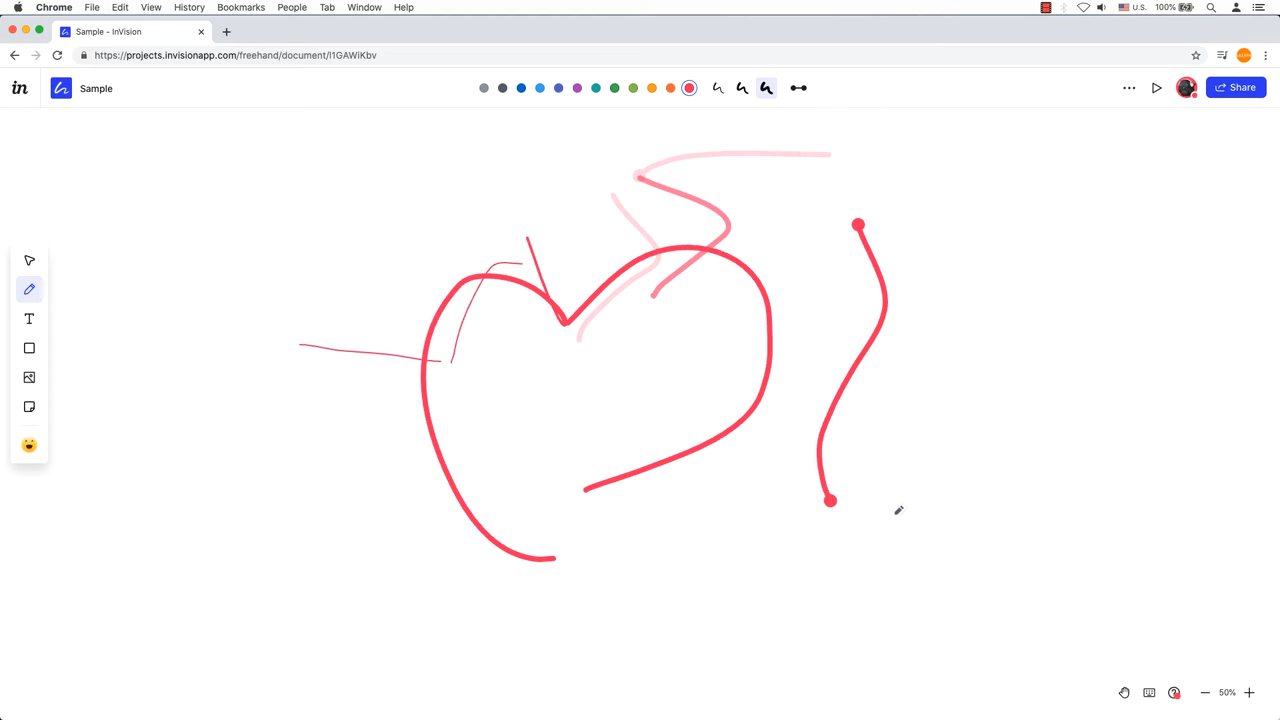 Chrome File Edit View History Bookmarks People Tab Window Help U.S. 100%
Sample - InVision
https://projects.invisionapp.com/freehand/document/I1GAWiKbv
in Sample Share
T
50%